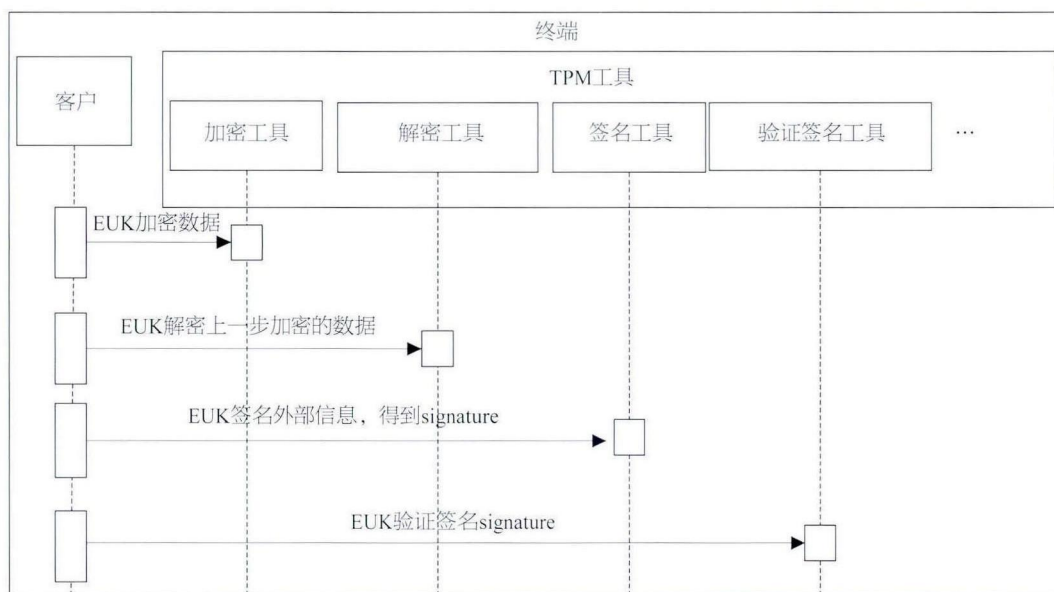 终端
客户
TPM工具
加密工具
解密工具
签名工具
验证签名工具
…
EUK加密数据
EUK解密上一步加密的数据
EUK签名外部信息，得到signature
EUK验证签名signature